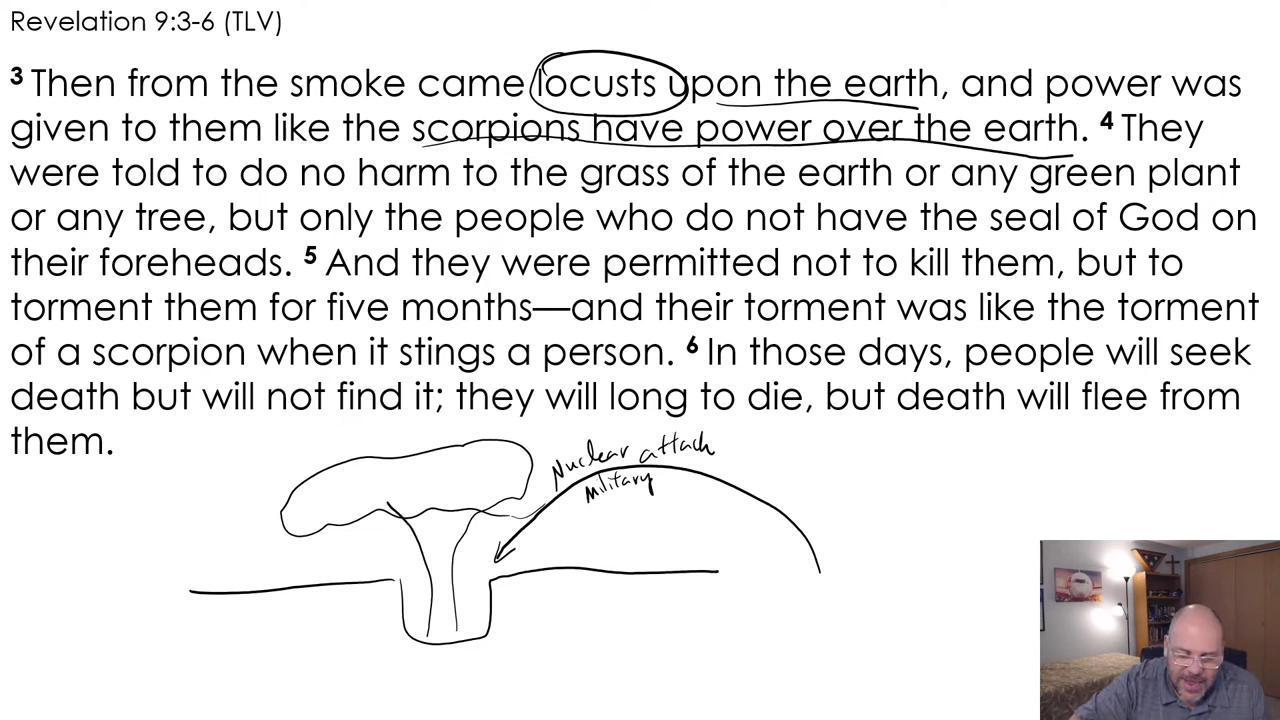 Revelation 9:3-6 (TLV)
3 Then from the smoke came locusts upon the earth, and power was
given to them like the scorpions have power over the earth. 4 They
were told to do no harm to the grass of the earth or any green plant
or any tree, but only the people who do not have the seal of God on
their foreheads. 5 And they were permitted not to kill them, but to
torment them for five months—and their torment was like the torment
of a scorpion when it stings a person. 6 In those days, people will seek
death but will not find it; they will long to die, but death will flee from
them.
Nuclear attack
Military